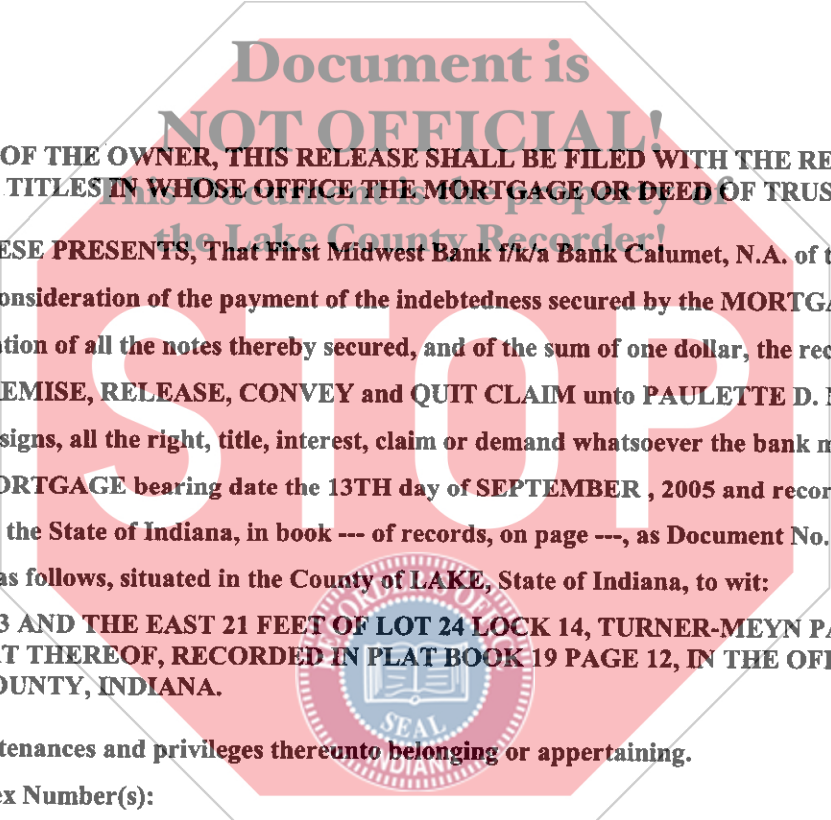 Document is
NOT OFFICIAL!
OF THE OWNER, THIS RELEASE SHALL BE FILED WITH THE RE
TITLES IN WHOSE OFFICE THE MORTGAGE OR DEED OF TRUS
This Document is the property of
the Lake County Recorder!
ESE PRESENTS, That First Midwest Bank f/k/a Bank Calumet, N.A. of t
onsideration of the payment of the indebtedness secured by the MORTGA
tion of all the notes thereby secured, and of the sum of one dollar, the rec
EMISE, RELEASE, CONVEY and QUIT CLAIM unto PAULETTE D.
signs, all the right, title, interest, claim or demand whatsoever the bank m
ORTGAGE bearing date the 13TH day of SEPTEMBER , 2005 and recor
STOP
the State of Indiana, in book --- of records, on page ---, as Document No.
as follows, situated in the County of LAKE, State of Indiana, to wit:
3 AND THE EAST 21 FEET OF LOT 24 LOCK 14, TURNER-MEYN PA
T THEREOF, RECORDED IN PLAT BOOK 19 PAGE 12, IN THE OFF
OUNTY, INDIANA.
SEAL
INDIANA
tenances and privileges thereunto belonging or appertaining.
ex Number(s):